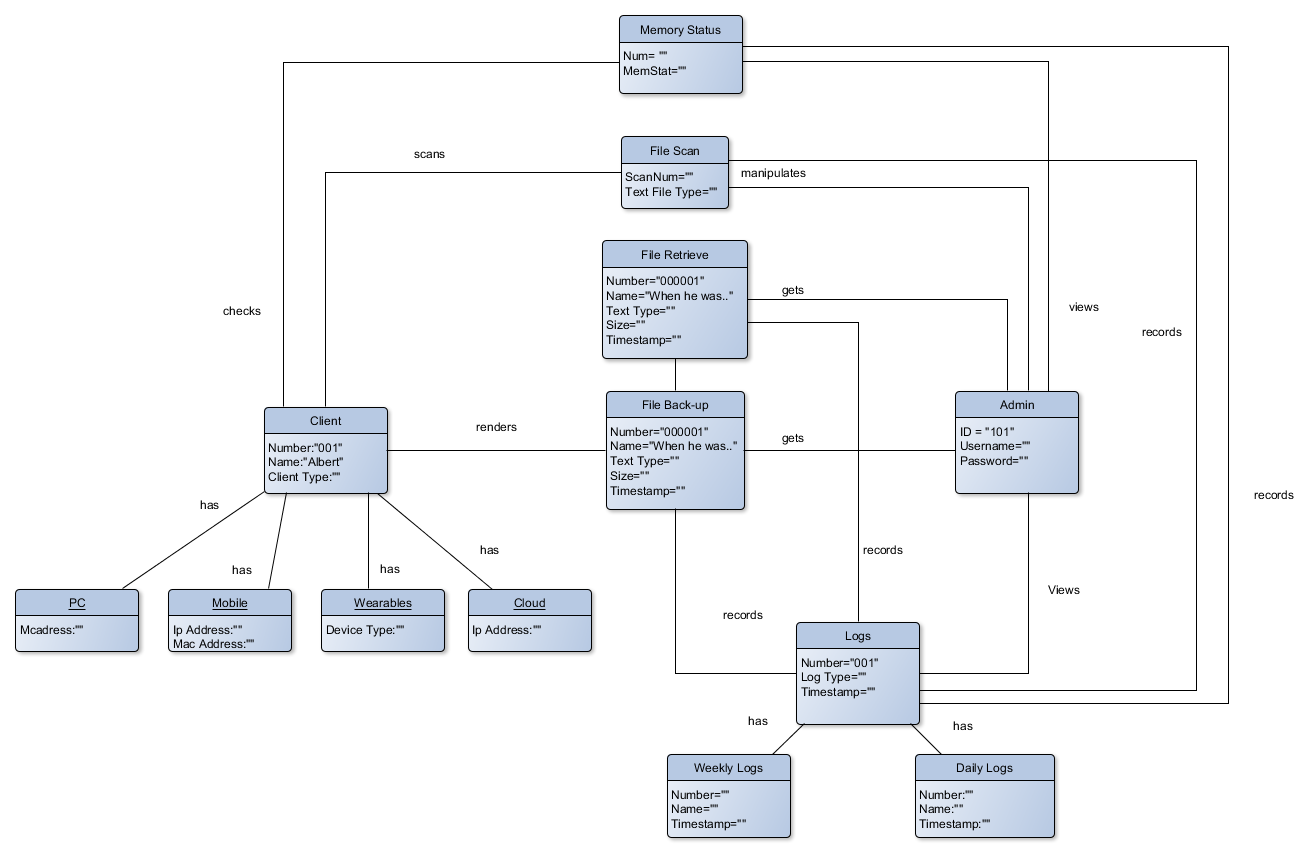 Memory Status
Num= ""
MemStat=""
scans
File Scan
ScanNum=""
Text File Type=""
manipulates
File Retrieve
Number="000001"
Name="When he was.."
Text Type=""
Size=""
Timestamp=""
gets
checks
views
records
Client
Number:"001"
Name:"Albert"
Client Type:""
renders
File Back-up
Number="000001"
Name="When he was.."
Text Type=""
Size=""
Timestamp=""
gets
Admin
ID = "101"
Username=""
Password=""
records
has
has
has
has
records
Views
records
PC
Mcadress:""
Mobile
Ip Address:""
Mac Address:""
Wearables
Device Type:""
Cloud
Ip Address:""
Logs
Number="001"
Log Type=""
Timestamp=""
has
has
Weekly Logs
Number=""
Name=""
Timestamp=""
Daily Logs
Number:""
Name:""
Timestamp:""